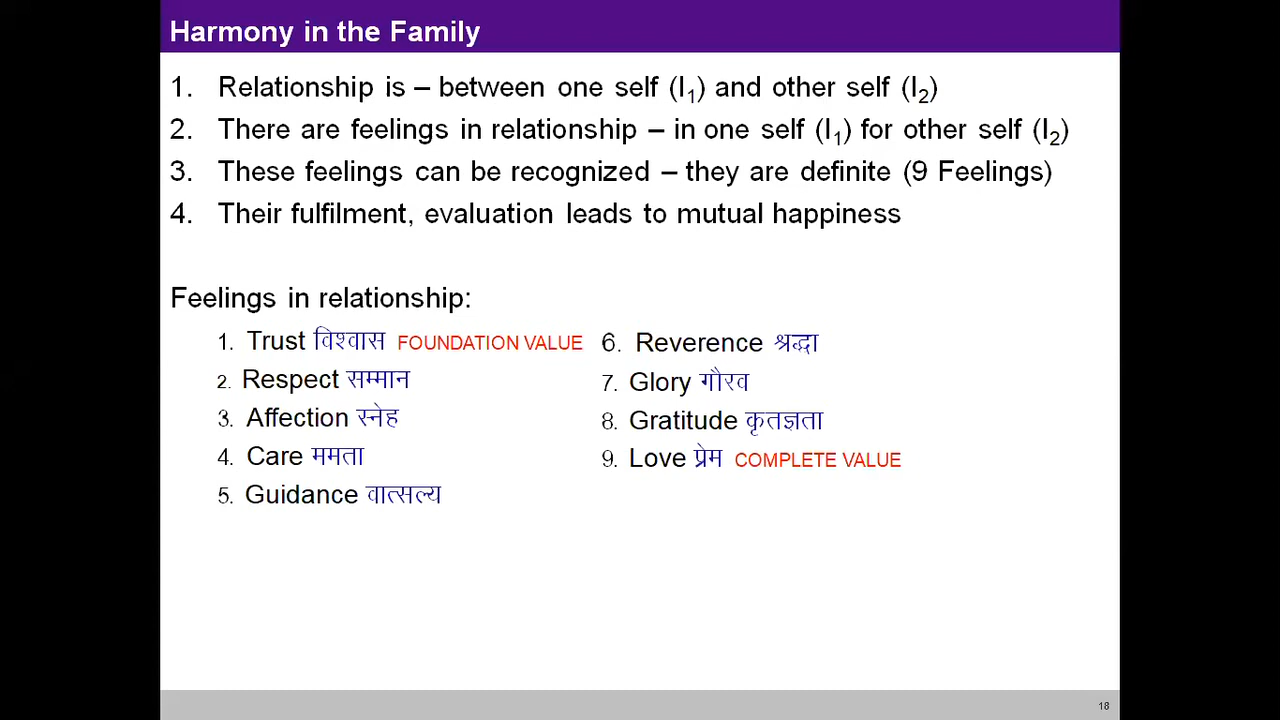 Harmony in the Family
1. Relationship is – between one self (I1) and other self (I2)
2. There are feelings in relationship – in one self (I1) for other self (I2)
3. These feelings can be recognized – they are definite (9 Feelings)
4. Their fulfilment, evaluation leads to mutual happiness
Feelings in relationship:
1. Trust विश्वास FOUNDATION VALUE
2. Respect सम्मान
3. Affection स्नेह
4. Care ममता
5. Guidance वात्सल्य
6. Reverence श्रद्धा
7. Glory गौरव
8. Gratitude कृतज्ञता
9. Love प्रेम COMPLETE VALUE
18